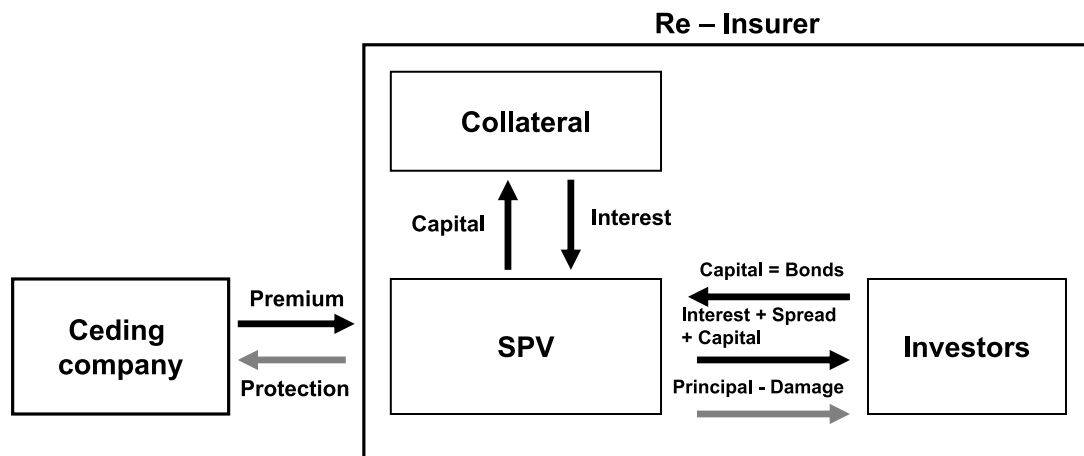 Re – Insurer
Collateral
Capital
Interest
Ceding
company
Premium
Protection
SPV
Capital = Bonds
Interest + Spread
+ Capital
Principal - Damage
Investors